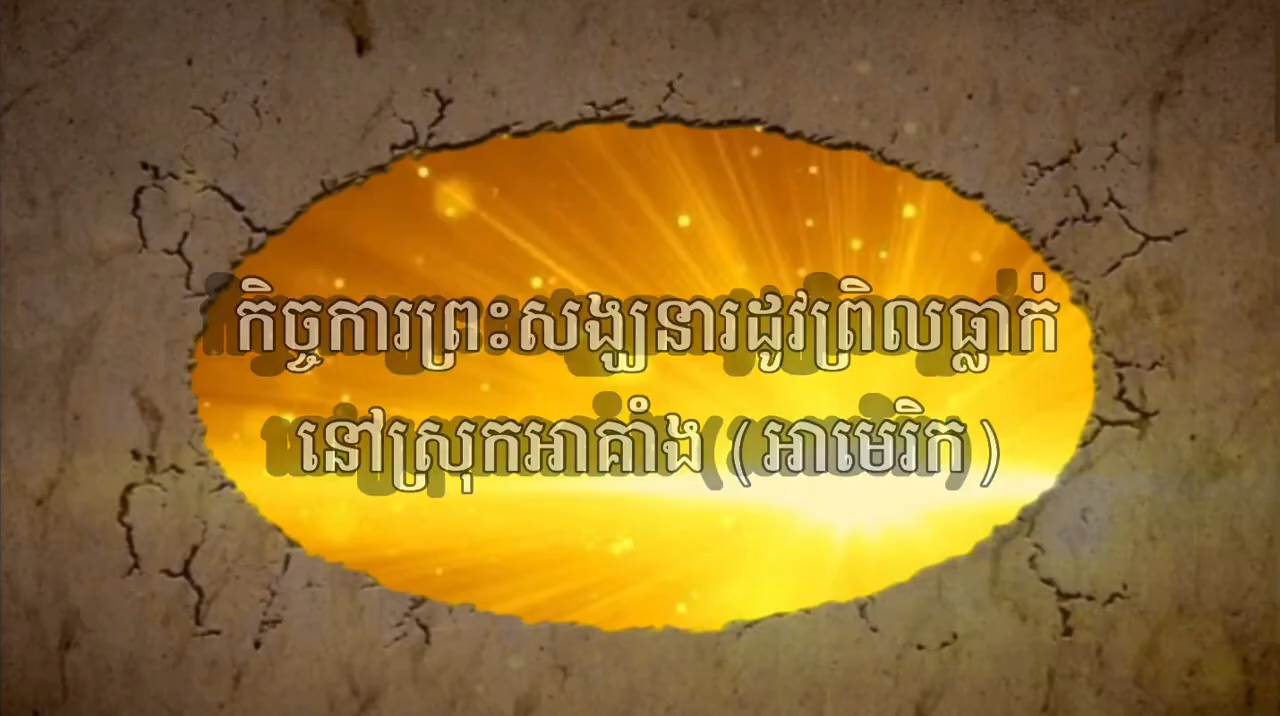 កិច្ចការព្រះសង្ឃនារដូវព្រិលធ្លាក់
នៅស្រុកអាគាំង (អាមេរិក)